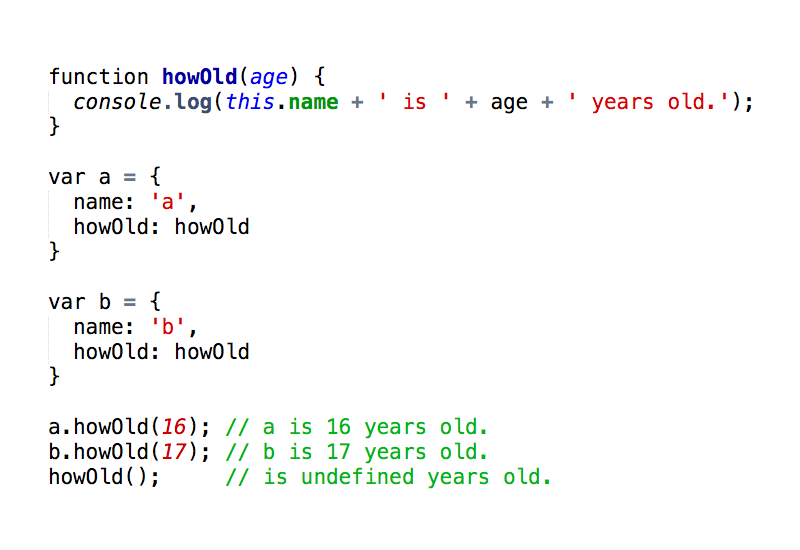 function howOld(age) {
  console.log(this.name + ' is ' + age + ' years old.');
}

var a = {
  name: 'a',
  howOld: howOld
}

var b = {
  name: 'b',
  howOld: howOld
}

a.howOld(16); // a is 16 years old.
b.howOld(17); // b is 17 years old.
howOld();     // is undefined years old.